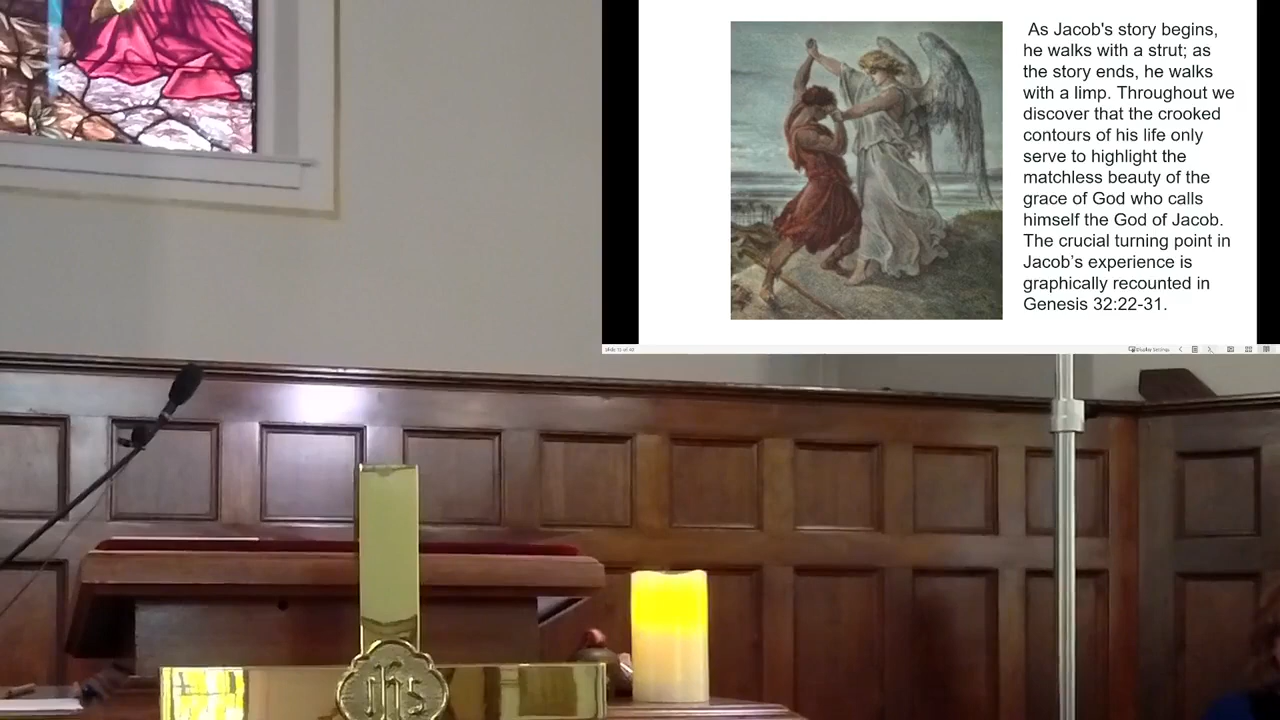 As Jacob's story begins,
he walks with a strut; as
the story ends, he walks
with a limp. Throughout we
discover that the crooked
contours of his life only
serve to highlight the
matchless beauty of the
grace of God who calls
himself the God of Jacob.
The crucial turning point in
Jacob’s experience is
graphically recounted in
Genesis 32:22-31.
Display Settings
ihs